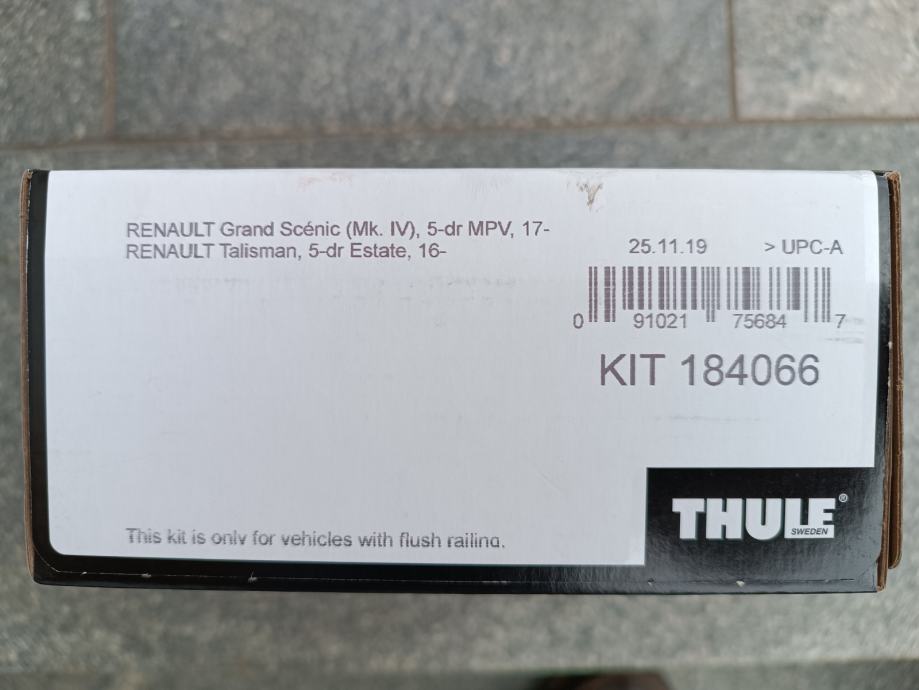 RENAULT Grand Scénic (Mk. IV), 5-dr MPV, 17-
RENAULT Talisman, 5-dr Estate, 16-
25.11.19 > UPC-A
0 91021 75684 7
KIT 184066
This kit is only for vehicles with flush railing.
THULE®
SWEDEN